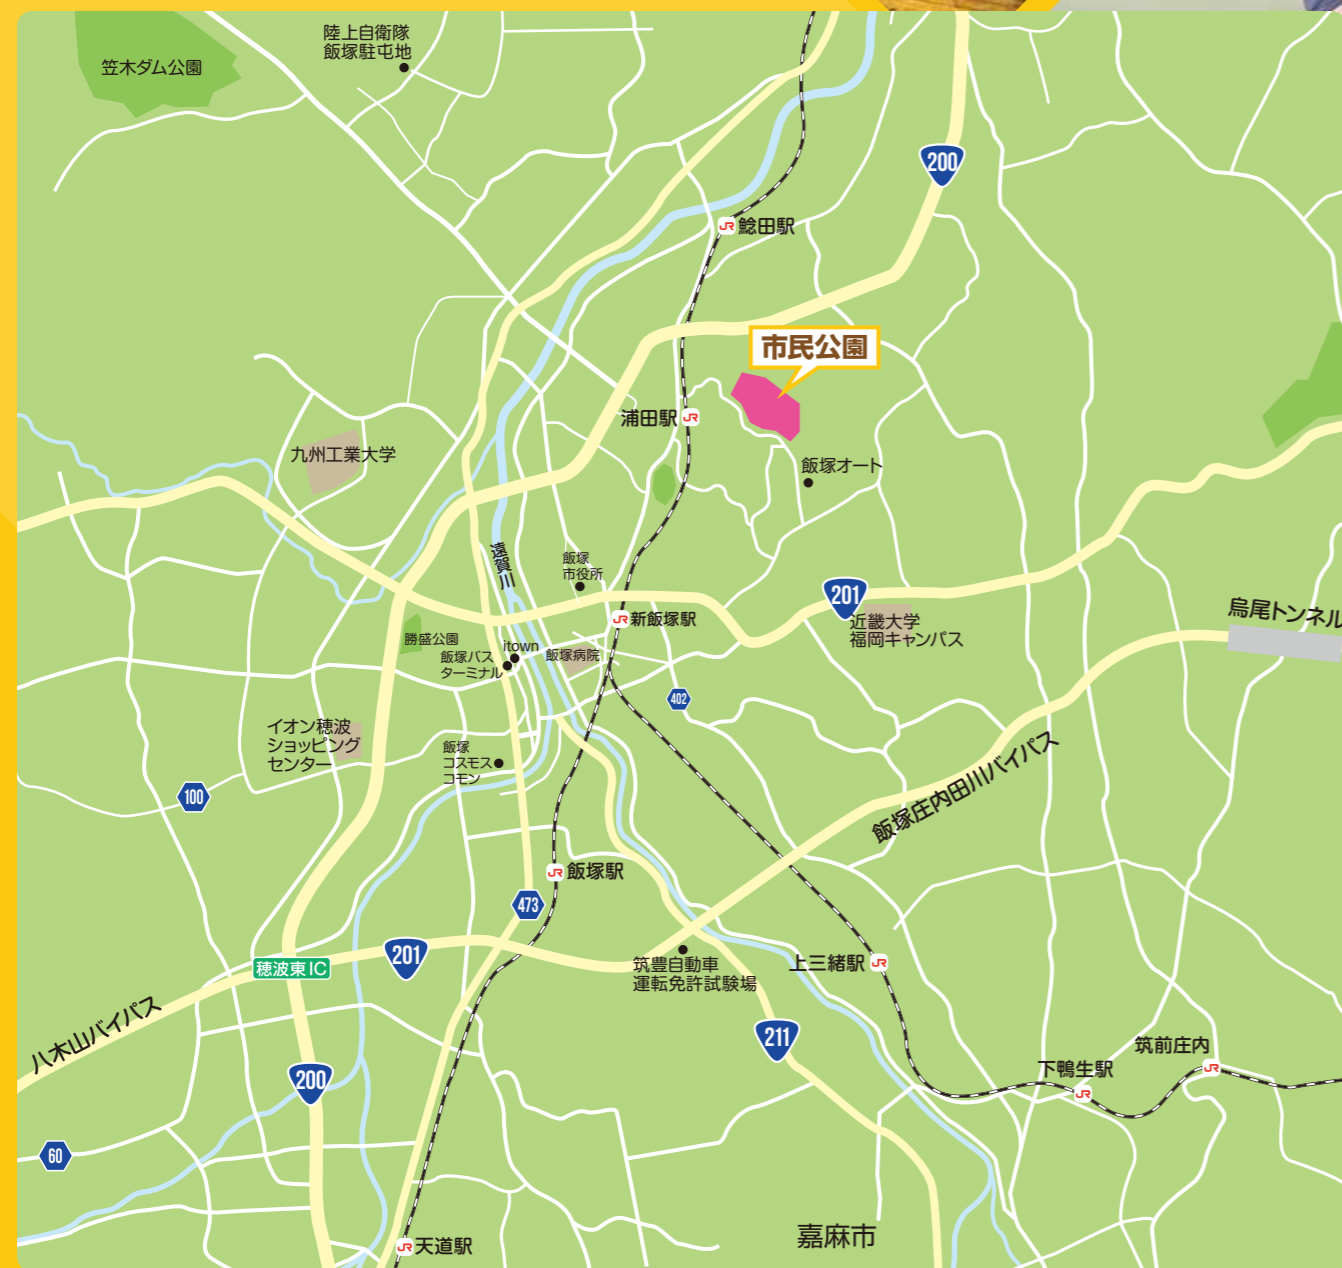 陸上自衛隊
飯塚駐屯地
笠木ダム公園
200
JR 鯰田駅
市民公園
浦田駅 JR
九州工業大学
飯塚オート
遠賀川
飯塚
市役所
201
烏尾トンネル
JR 新飯塚駅
近畿大学
福岡キャンパス
勝盛公園
itown
飯塚バス
ターミナル
飯塚病院
402
イオン穂波
ショッピング
センター
飯塚
コスモス
コモン
飯塚庄内田川バイパス
100
JR 飯塚駅
473
201
穂波東IC
筑豊自動車
運転免許試験場
上三緒駅 JR
八木山バイパス
211
筑前庄内
JR
下鴨生駅
JR
200
60
嘉麻市
JR 天道駅